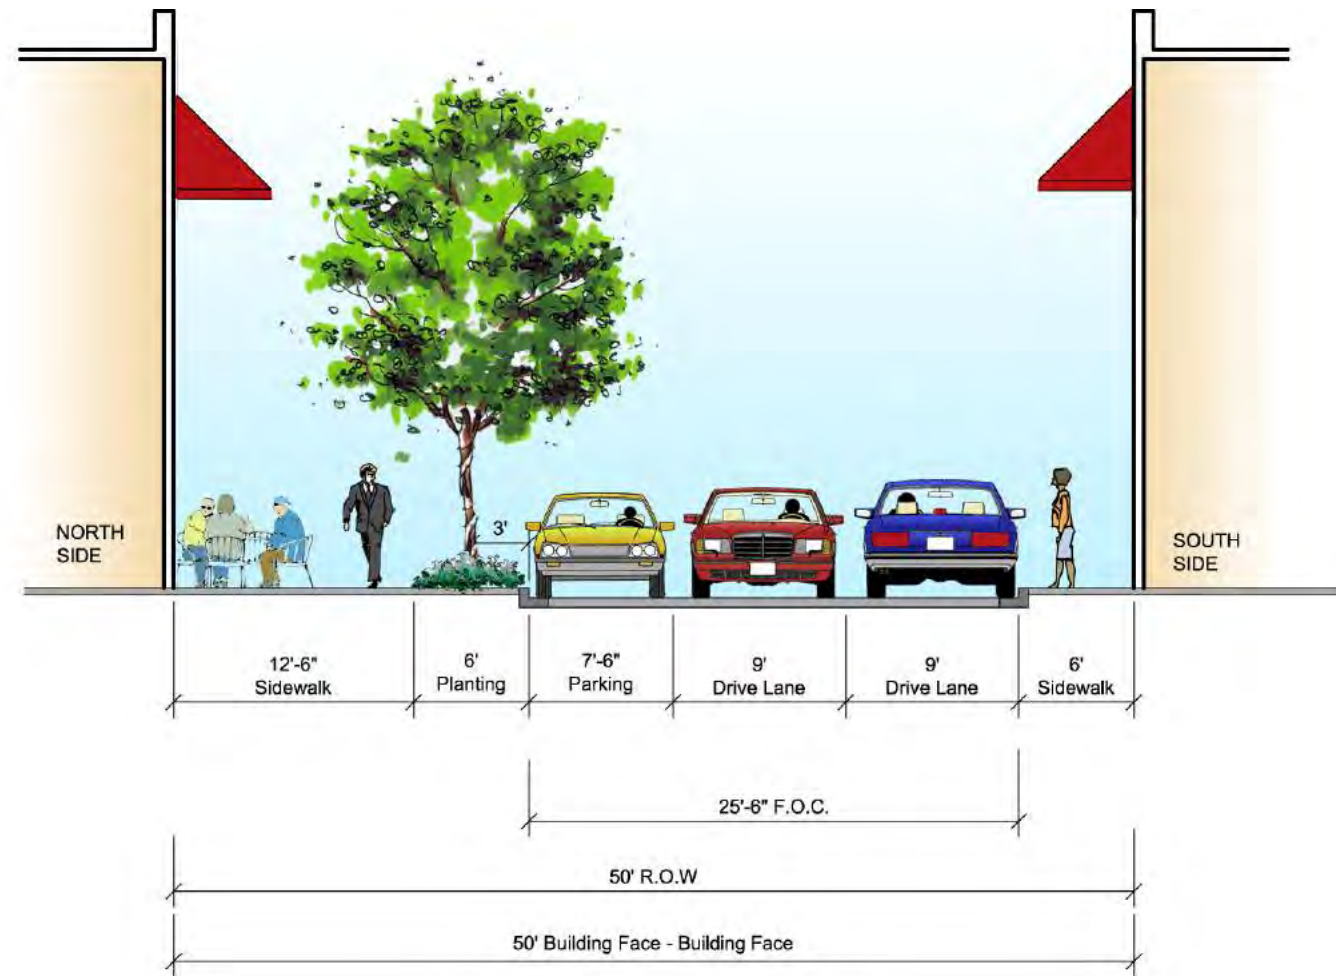 NORTH
SIDE
3'
SOUTH
SIDE
12'-6"
Sidewalk
6'
Planting
7'-6"
Parking
9'
Drive Lane
9'
Drive Lane
6'
Sidewalk
25'-6" F.O.C.
50' R.O.W
50' Building Face - Building Face